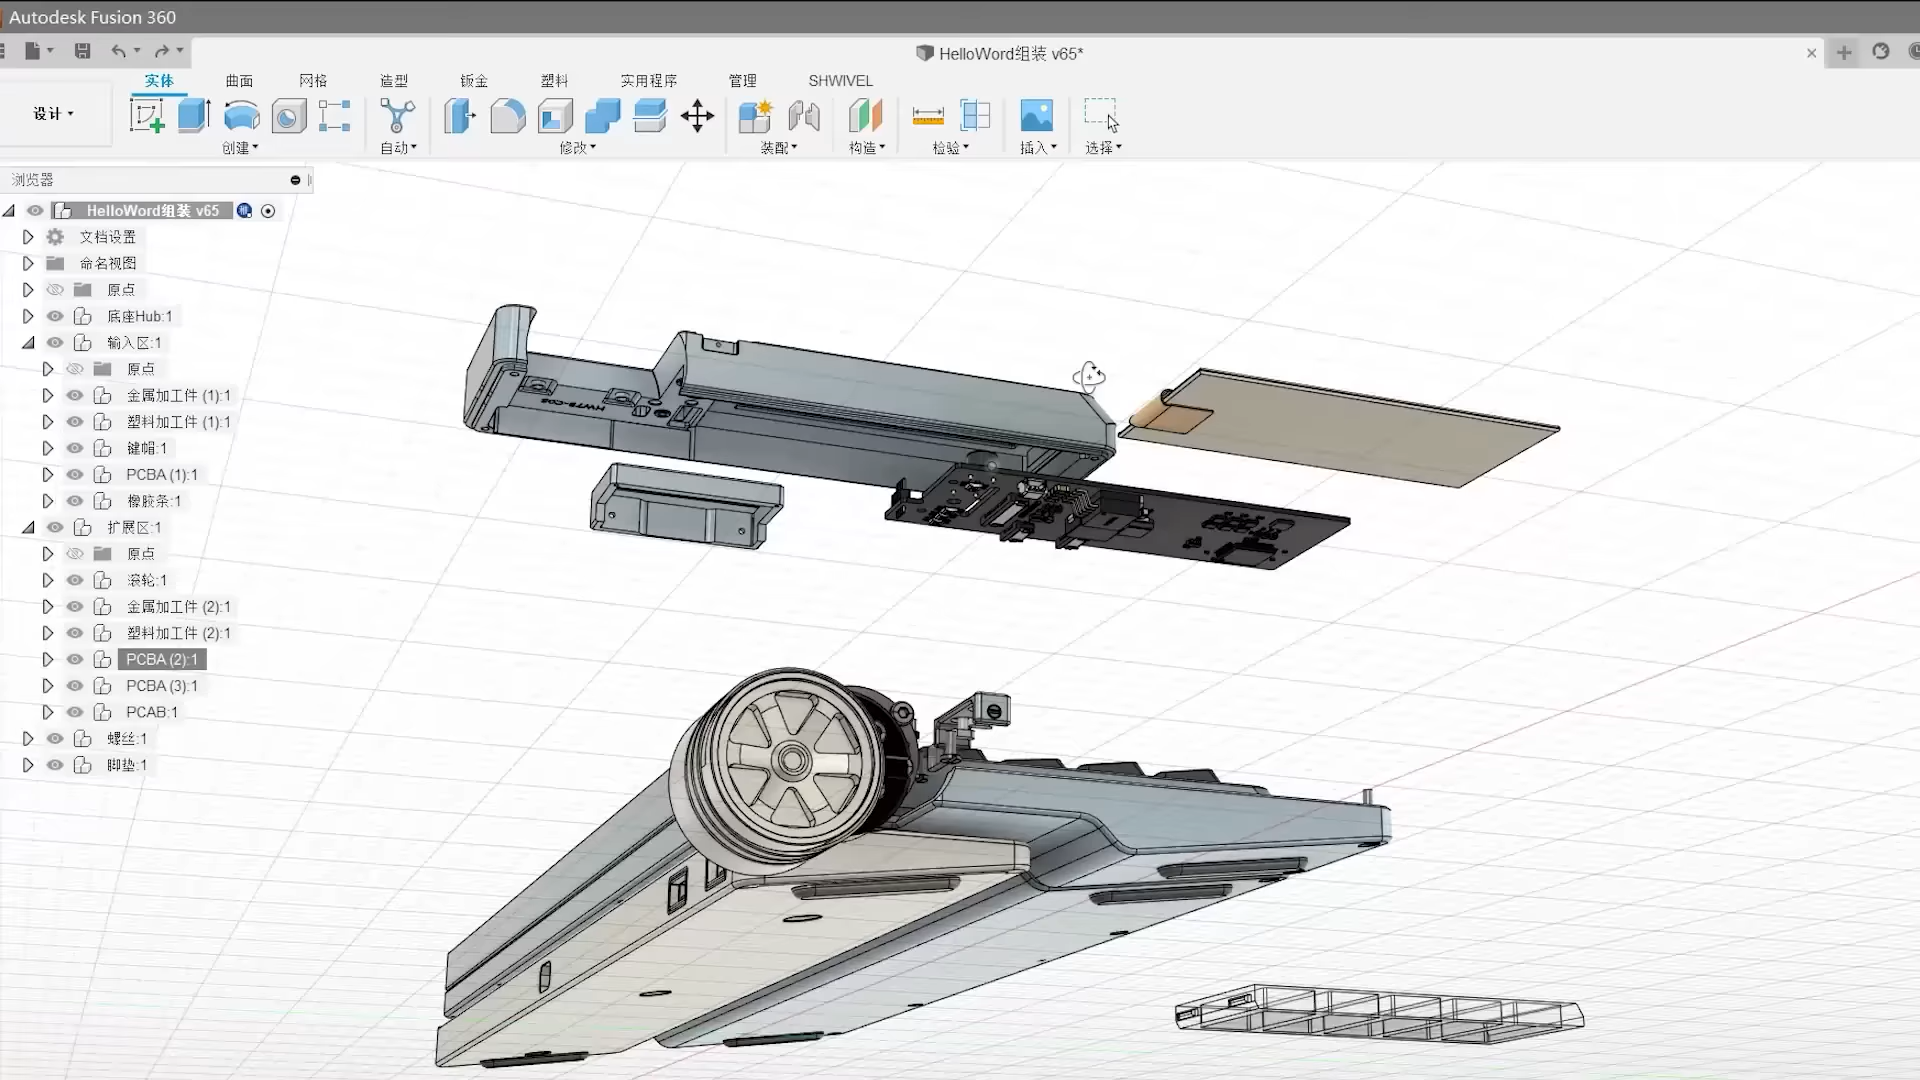 Autodesk Fusion 360
HelloWord组装 v65*
实体 曲面 网格 造型 钣金 塑料 实用程序 管理 SHWIVEL
设计
创建 自动 修改 装配 构造 检验 插入 选择
浏览器
HelloWord组装 v65
文档设置
命名视图
原点
底座Hub:1
输入区:1
原点
金属加工件 (1):1
塑料加工件 (1):1
键帽:1
PCBA (1):1
橡胶条:1
扩展区:1
原点
滚轮:1
金属加工件 (2):1
塑料加工件 (2):1
PCBA (2):1
PCBA (3):1
PCAB:1
螺丝:1
脚垫:1